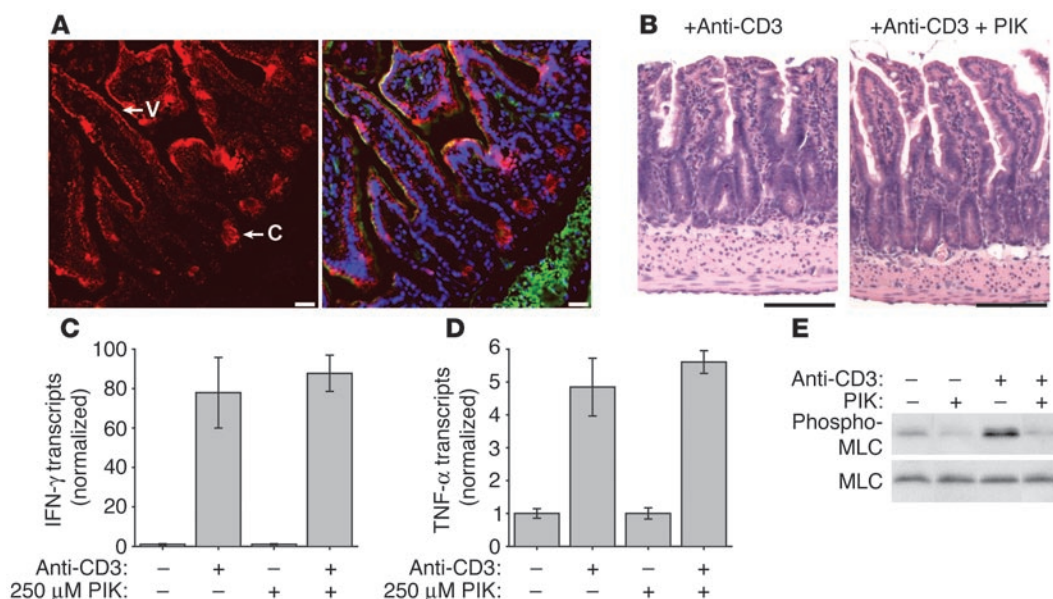 A
V
C
B
+Anti-CD3
+Anti-CD3 + PIK
C
IFN-γ transcripts
(normalized)
100
80
60
40
20
0
Anti-CD3: – + – +
250 µM PIK: – – + +
D
TNF-α transcripts
(normalized)
6
5
4
3
2
1
0
Anti-CD3: – + – +
250 µM PIK: – – + +
E
Anti-CD3: – – + +
PIK: – + – +
Phospho-
MLC
MLC